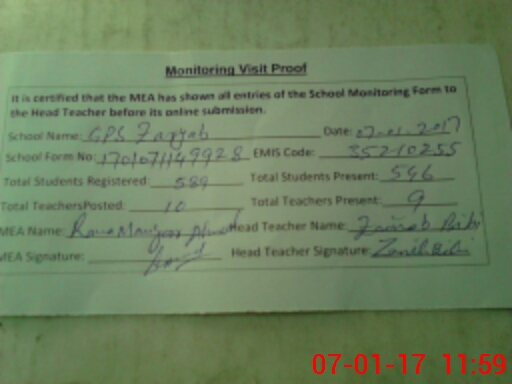 Monitoring Visit Proof
It is certified that the MEA has shown all entries of the School Monitoring Form to
the Head Teacher before its online submission.
School Name: GPS Date: 07-01-2017
School Form No: EMIS Code: 35210255
Total Students Registered: 589 Total Students Present: 546
Total TeachersPosted: 10 Total Teachers Present: 9
MEA Name: Rana Head Teacher Name: Zainab Bibi
MEA Signature: Head Teacher Signature:
07-01-17 11:59